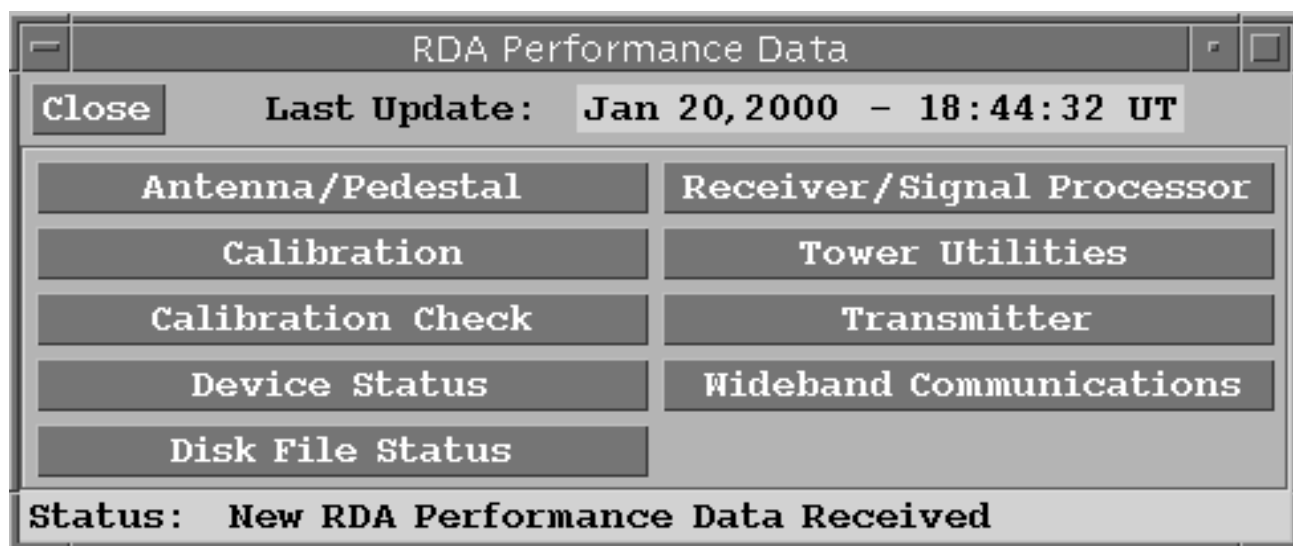 RDA Performance Data
Close Last Update: Jan 20,2000 - 18:44:32 UT
Antenna/Pedestal Receiver/Signal Processor
Calibration Tower Utilities
Calibration Check Transmitter
Device Status Wideband Communications
Disk File Status
Status: New RDA Performance Data Received